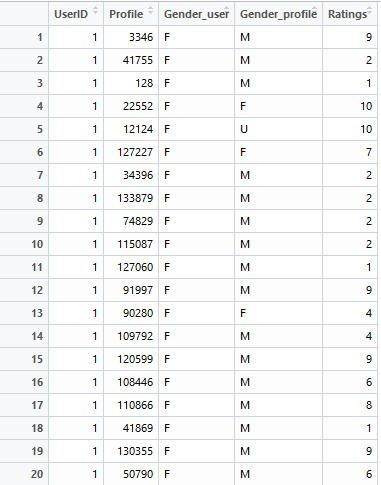 UserID Profile Gender_user Gender_profile Ratings
1 1 3346 F M 9
2 1 41755 F M 2
3 1 128 F M 1
4 1 22552 F F 10
5 1 12124 F U 10
6 1 127227 F F 7
7 1 34396 F M 2
8 1 133879 F M 2
9 1 74829 F M 2
10 1 115087 F M 2
11 1 127060 F M 1
12 1 91997 F M 9
13 1 90280 F F 4
14 1 109792 F M 4
15 1 120599 F M 9
16 1 108446 F M 6
17 1 110866 F M 8
18 1 41869 F M 1
19 1 130355 F M 9
20 1 50790 F M 6